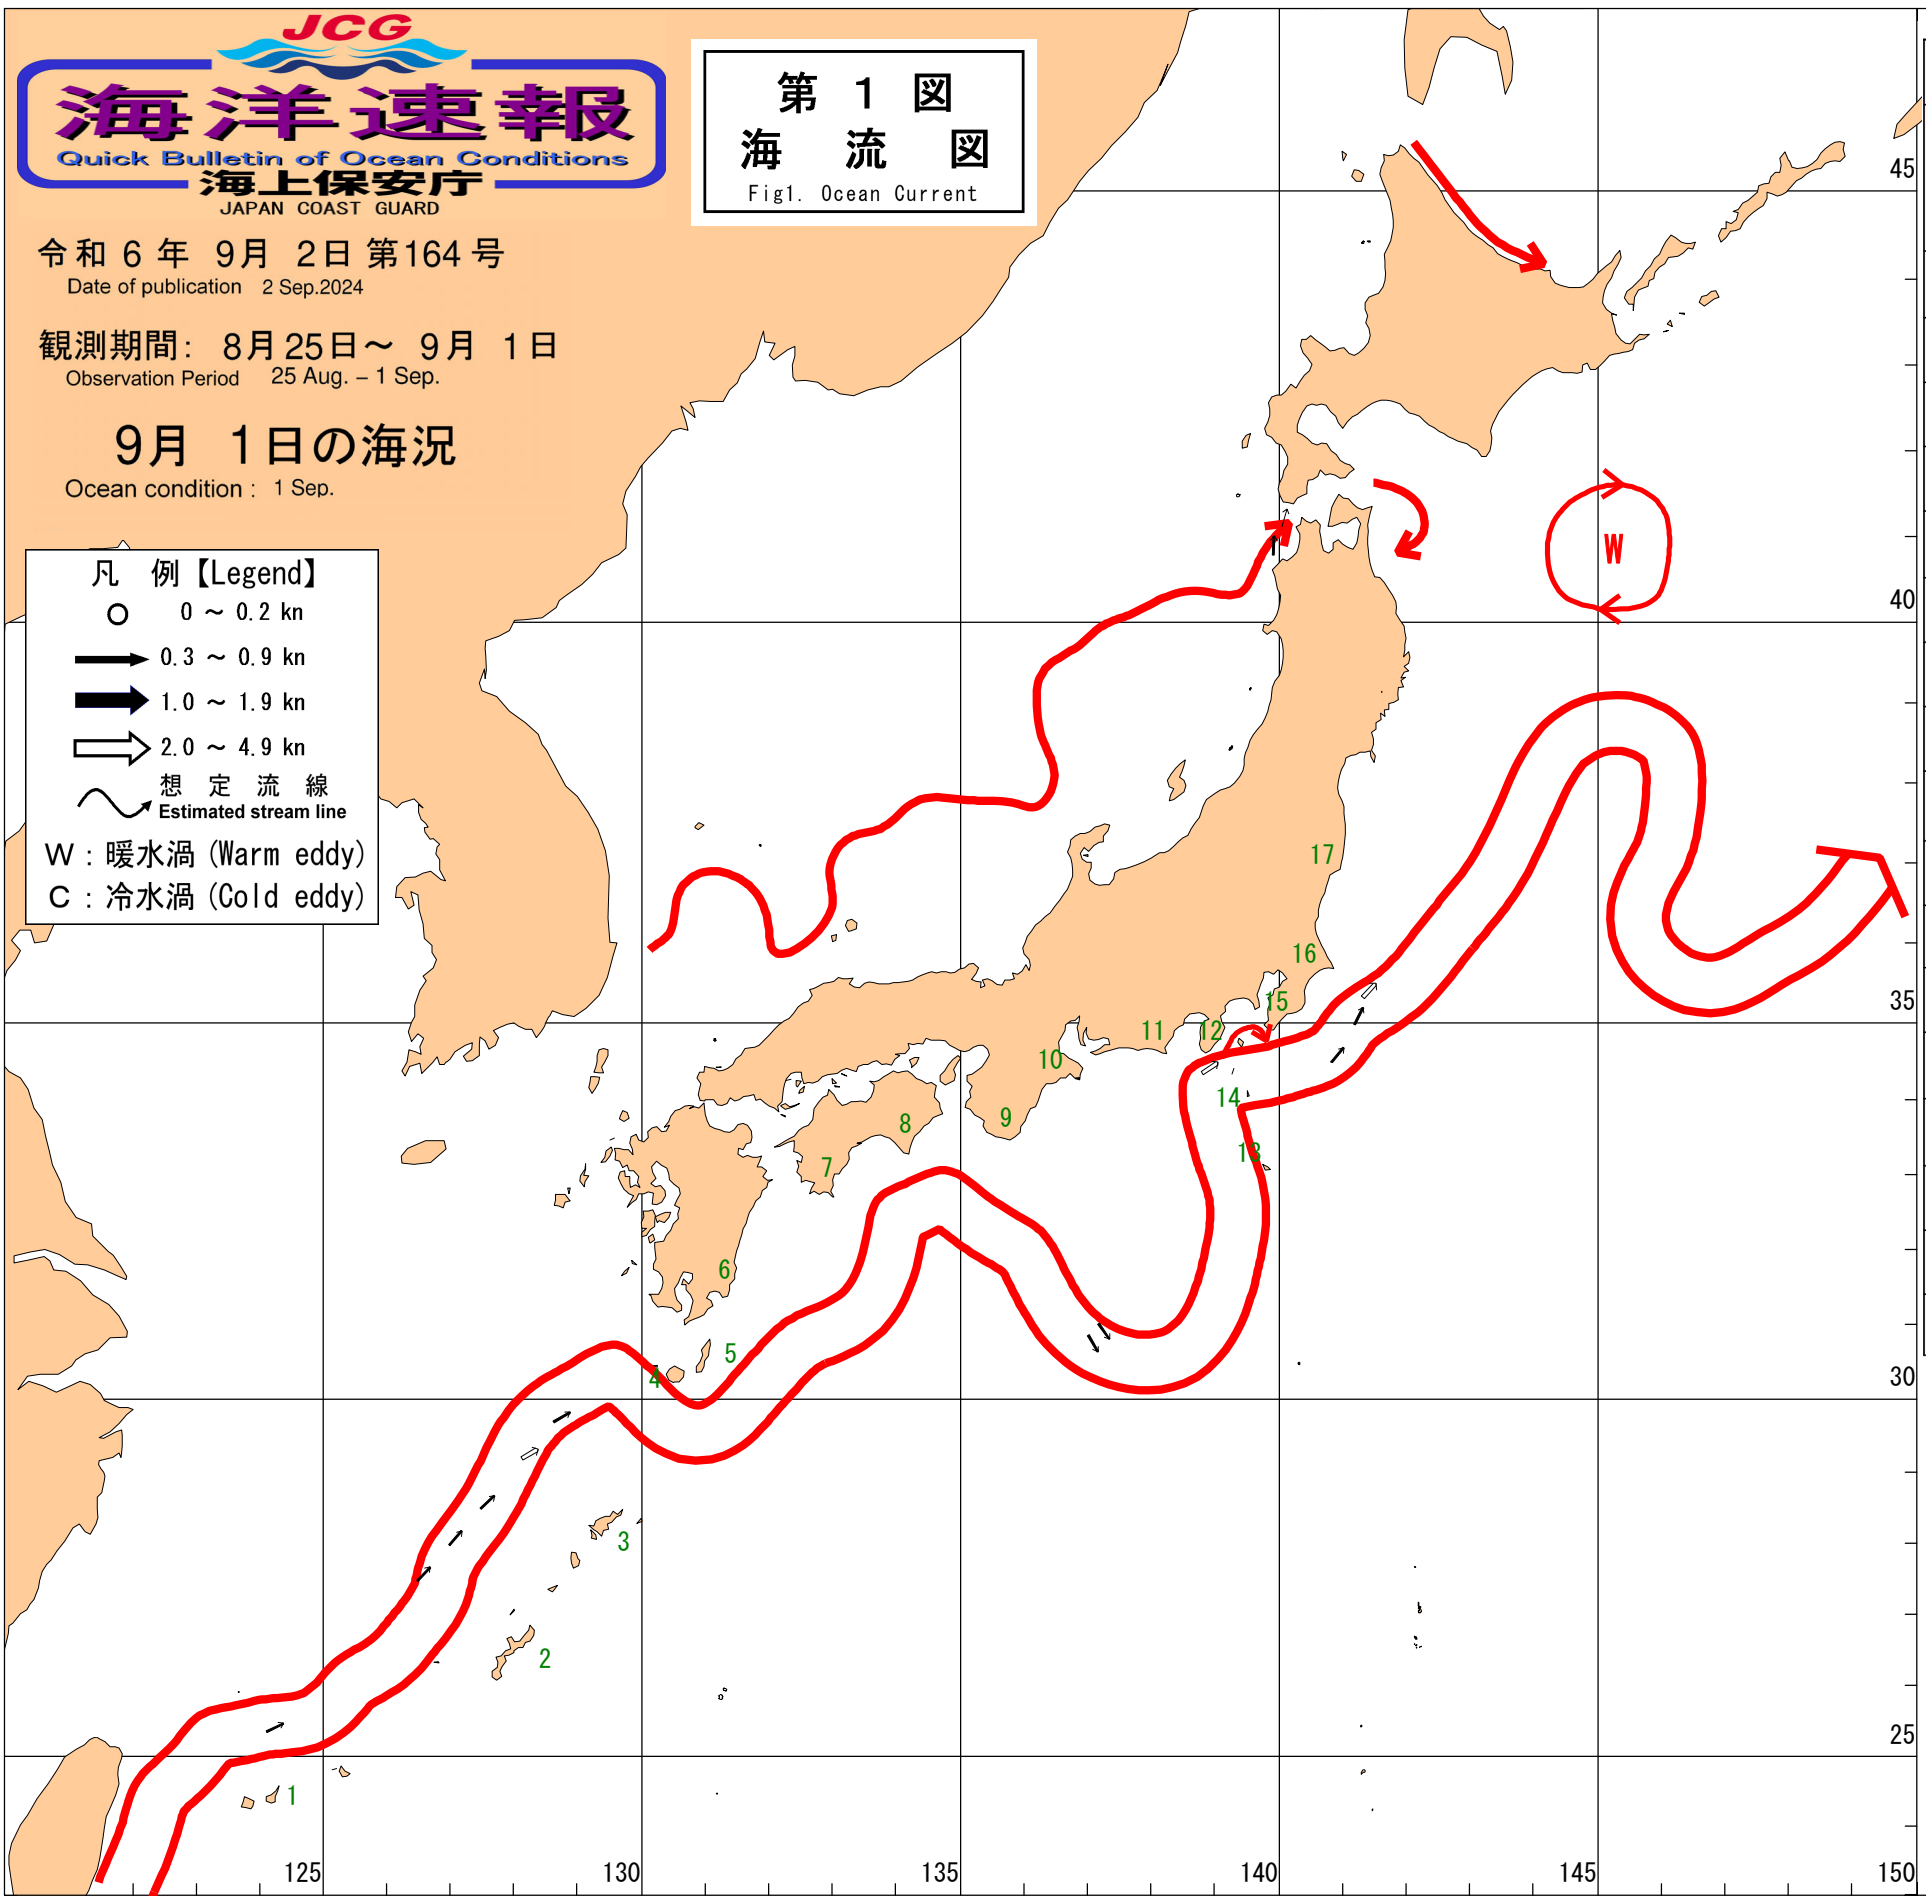 JCG
海洋速報
Quick Bulletin of Ocean Conditions
海上保安庁
JAPAN COAST GUARD
令和 6 年 9月 2日 第164 号
Date of publication 2 Sep.2024
観測期間: 8月 25日～ 9月 1日
Observation Period 25 Aug. – 1 Sep.
9月 1日の海況
Ocean condition : 1 Sep.
第 1 図
海 流 図
Fig1. Ocean Current
凡 例【Legend】
0 ～ 0.2 kn
0.3 ～ 0.9 kn
1.0 ～ 1.9 kn
2.0 ～ 4.9 kn
想 定 流 線
Estimated stream line
W : 暖水渦 (Warm eddy)
C : 冷水渦 (Cold eddy)
45
W
40
17
16
15
35
12
11
10
14
9
8
13
7
6
5
4
30
3
2
25
1
125
130
135
140
145
150